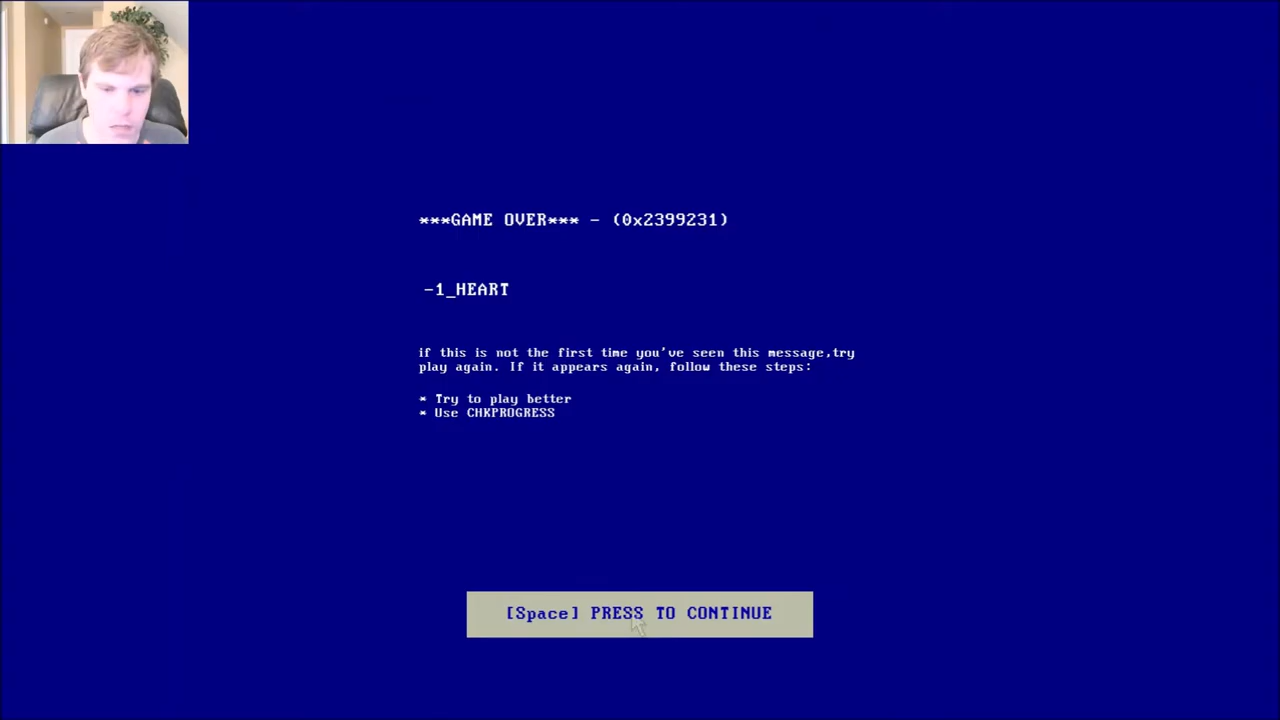 ***GAME OVER*** - (0x2399231)
-1_HEART
if this is not the first time you've seen this message,try
play again. If it appears again, follow these steps:
* Try to play better
* Use CHKPROGRESS
[Space] PRESS TO CONTINUE